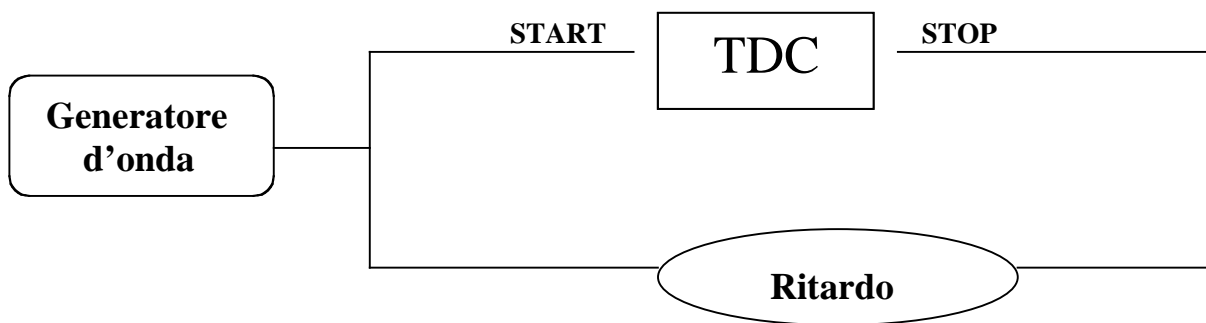 START
TDC
STOP
Generatore
d’onda
Ritardo